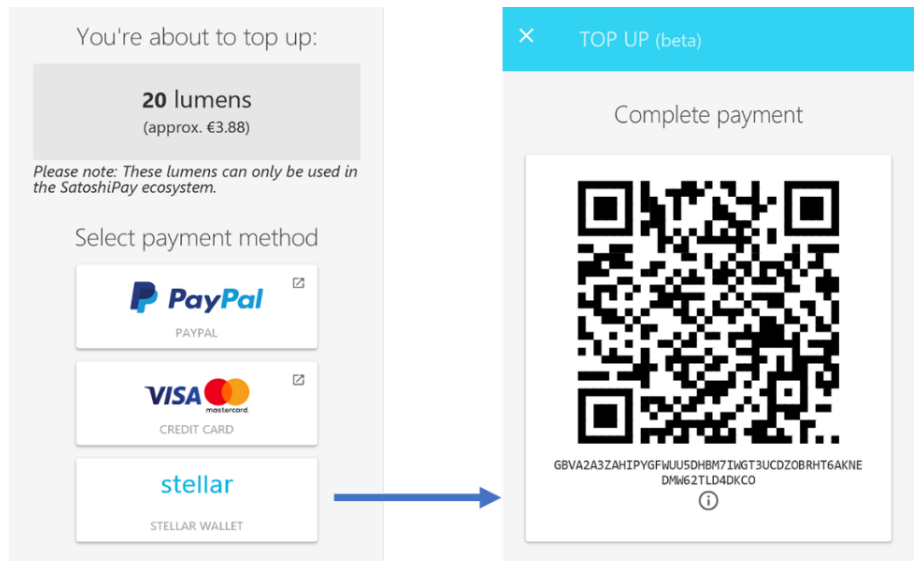 You're about to top up:
20 lumens
(approx. €3.88)
Please note: These lumens can only be used in
the SatoshiPay ecosystem.
Select payment method
PayPal
PAYPAL
VISA mastercard
CREDIT CARD
stellar
STELLAR WALLET
× TOP UP (beta)
Complete payment
GBVA2A3ZAHIPYGFWUU5DHBM7IWGT3UCDZOBRHT6AKNE
DMW62TLD4DKCO